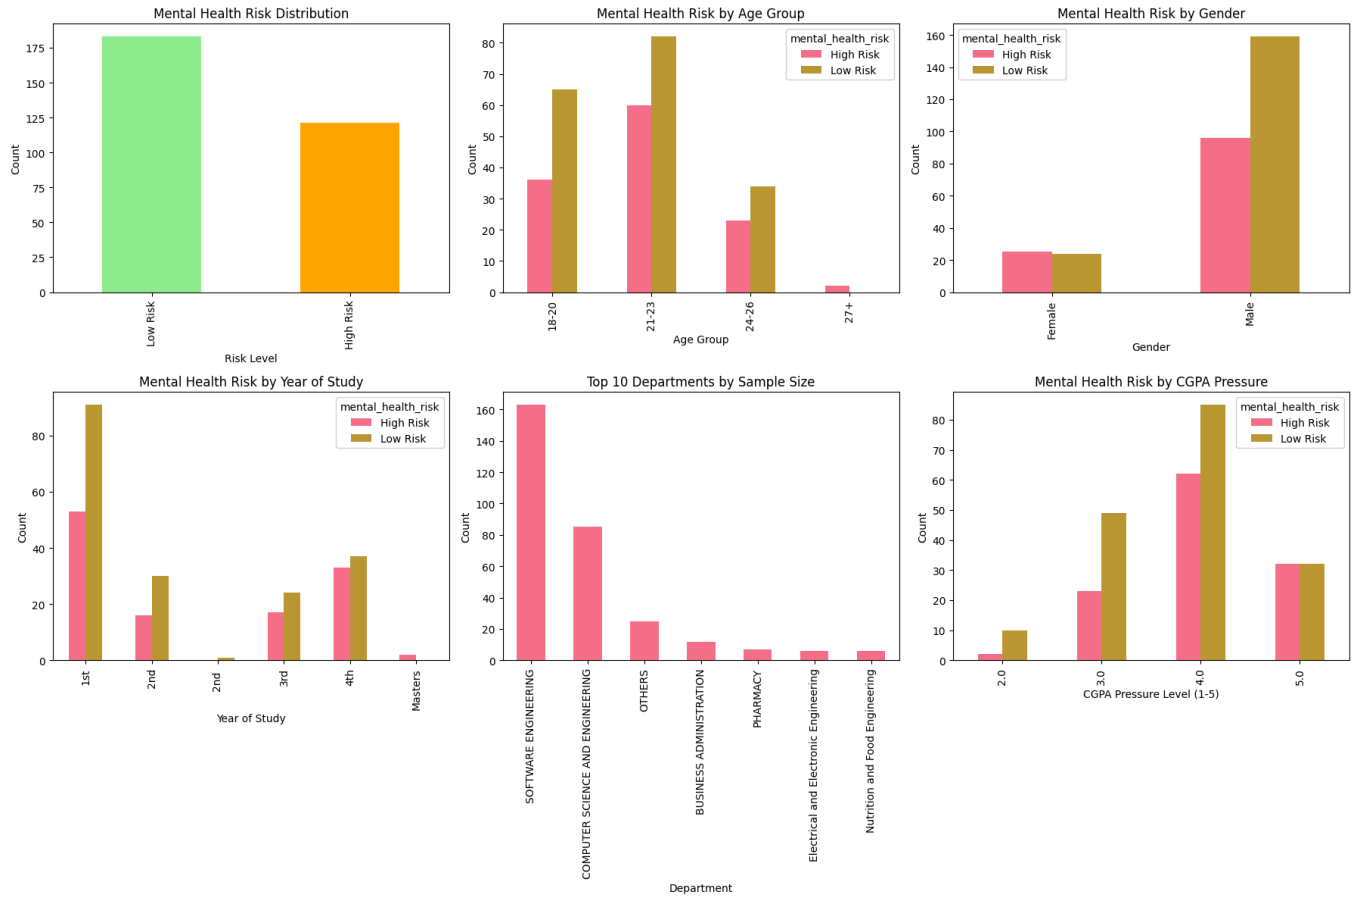 Mental Health Risk Distribution
Count
175
150
125
100
75
50
25
0
Low Risk
High Risk
Risk Level
Mental Health Risk by Age Group
Count
80
70
60
50
40
30
20
10
0
mental_health_risk
High Risk
Low Risk
18-20
21-23
24-26
27+
Age Group
Mental Health Risk by Gender
Count
160
140
120
100
80
60
40
20
0
mental_health_risk
High Risk
Low Risk
Female
Male
Gender
Mental Health Risk by Year of Study
Count
80
60
40
20
0
mental_health_risk
High Risk
Low Risk
1st
2nd
2nd
3rd
4th
Masters
Year of Study
Top 10 Departments by Sample Size
Count
160
140
120
100
80
60
40
20
0
SOFTWARE ENGINEERING
COMPUTER SCIENCE AND ENGINEERING
OTHERS
BUSINESS ADMINISTRATION
PHARMACY
Electrical and Electronic Engineering
Nutrition and Food Engineering
Department
Mental Health Risk by CGPA Pressure
Count
80
70
60
50
40
30
20
10
0
mental_health_risk
High Risk
Low Risk
2.0
3.0
4.0
5.0
CGPA Pressure Level (1-5)